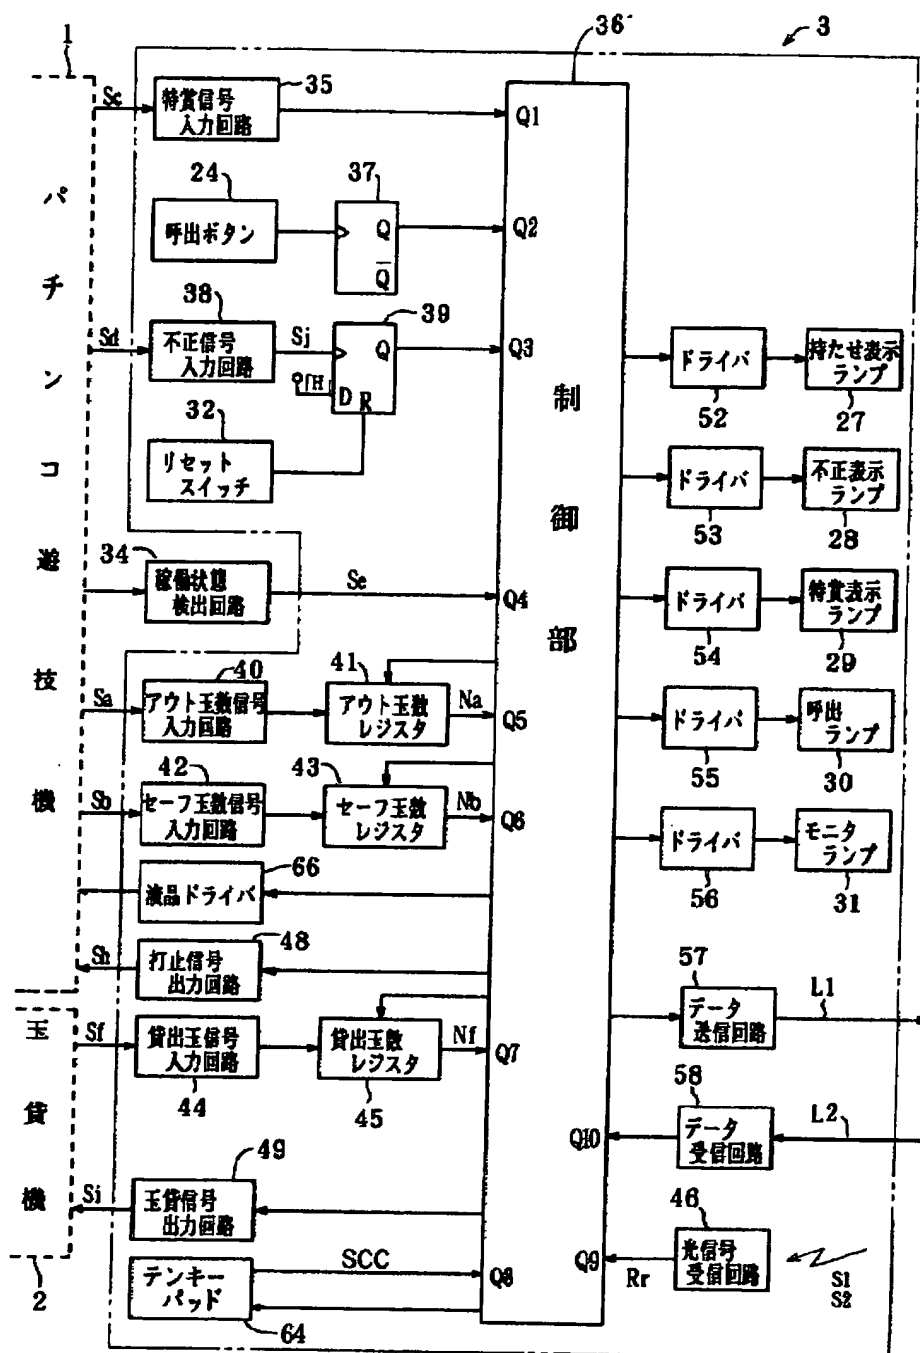 1
36
3
パチンコ遊技機
Sc
35
特賞信号
入力回路
Q1
24
呼出ボタン
37
Q
Q̅
Q2
Sd
38
不正信号
入力回路
Sj
「H」
39
Q
D
R
Q3
32
リセット
スイッチ
34
稼働状態
検出回路
Se
Q4
Sa
40
アウト玉数信号
入力回路
41
アウト玉数
レジスタ
Na
Q5
Sb
42
セーフ玉数信号
入力回路
43
セーフ玉数
レジスタ
Nb
Q6
66
液晶ドライバ
Sh
48
打止信号
出力回路
玉貸機
2
Sf
貸出玉信号
入力回路
44
貸出玉数
レジスタ
45
Nf
Q7
Si
49
玉貸信号
出力回路
テンキー
パッド
64
SCC
Q8
制御部
ドライバ
52
持たせ表示
ランプ
27
ドライバ
53
不正表示
ランプ
28
ドライバ
54
特賞表示
ランプ
29
ドライバ
55
呼出
ランプ
30
ドライバ
56
モニタ
ランプ
31
57
データ
送信回路
L1
58
Q10
データ
受信回路
L2
46
Q9
Rr
光信号
受信回路
S1
S2